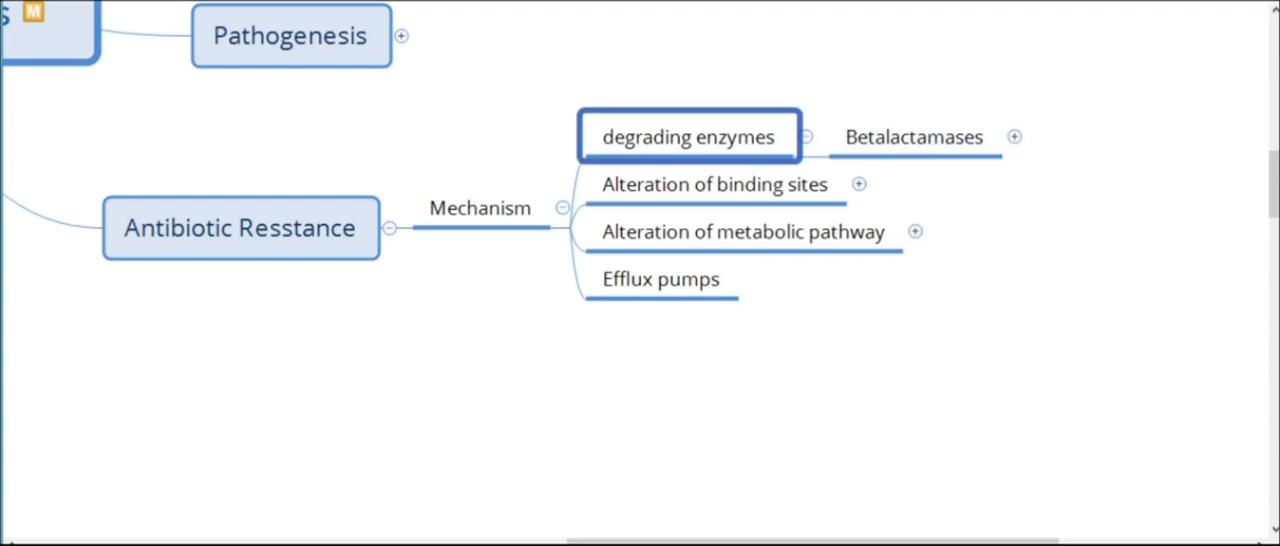 s M
Pathogenesis
degrading enzymes
Betalactamases
Alteration of binding sites
Mechanism
Antibiotic Resstance
Alteration of metabolic pathway
Efflux pumps